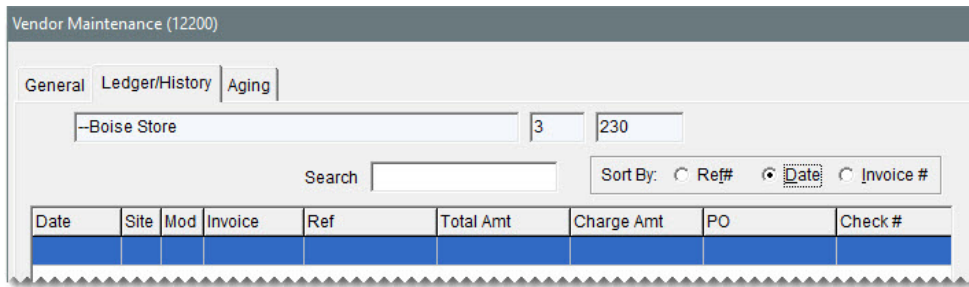 Vendor Maintenance (12200)
General Ledger/History Aging
--Boise Store 3 230
Search Sort By: Ref# Date Invoice #
Date Site Mod Invoice Ref Total Amt Charge Amt PO Check #